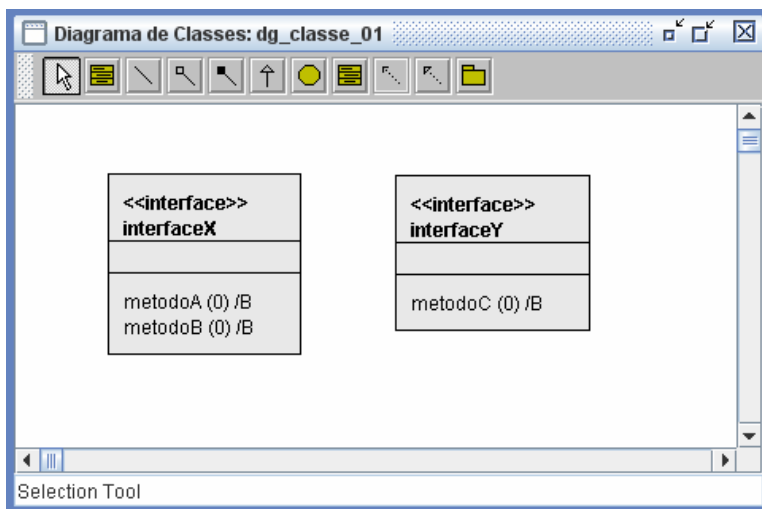 Diagrama de Classes: dg_classe_01
<<interface>>
interfaceX
metodoA (0) /B
metodoB (0) /B
<<interface>>
interfaceY
metodoC (0) /B
Selection Tool